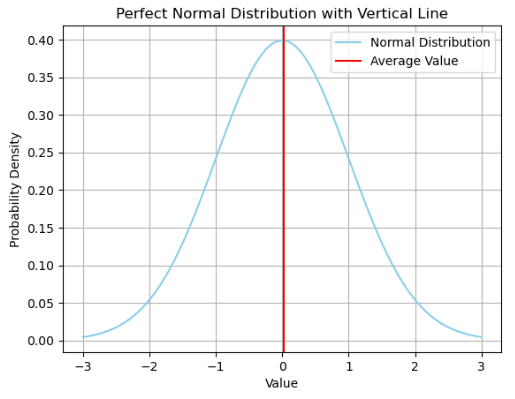 Perfect Normal Distribution with Vertical Line
Normal Distribution
Average Value
Probability Density
0.40
0.35
0.30
0.25
0.20
0.15
0.10
0.05
0.00
−3 −2 −1 0 1 2 3
Value